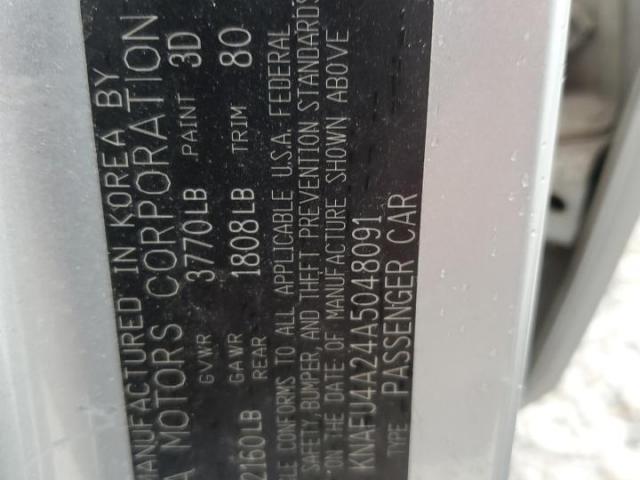 MANUFACTURED IN KOREA BY
A MOTORS CORPORATION
GVWR 3770LB PAINT 3D
2160LB GAWR REAR 1808LB TRIM 80
CLE CONFORMS TO ALL APPLICABLE U.S.A. FEDERAL
SAFETY, BUMPER, AND THEFT PREVENTION STANDARDS
ON THE DATE OF MANUFACTURE SHOWN ABOVE
KNAFU4A24A5048091
TYPE : PASSENGER CAR